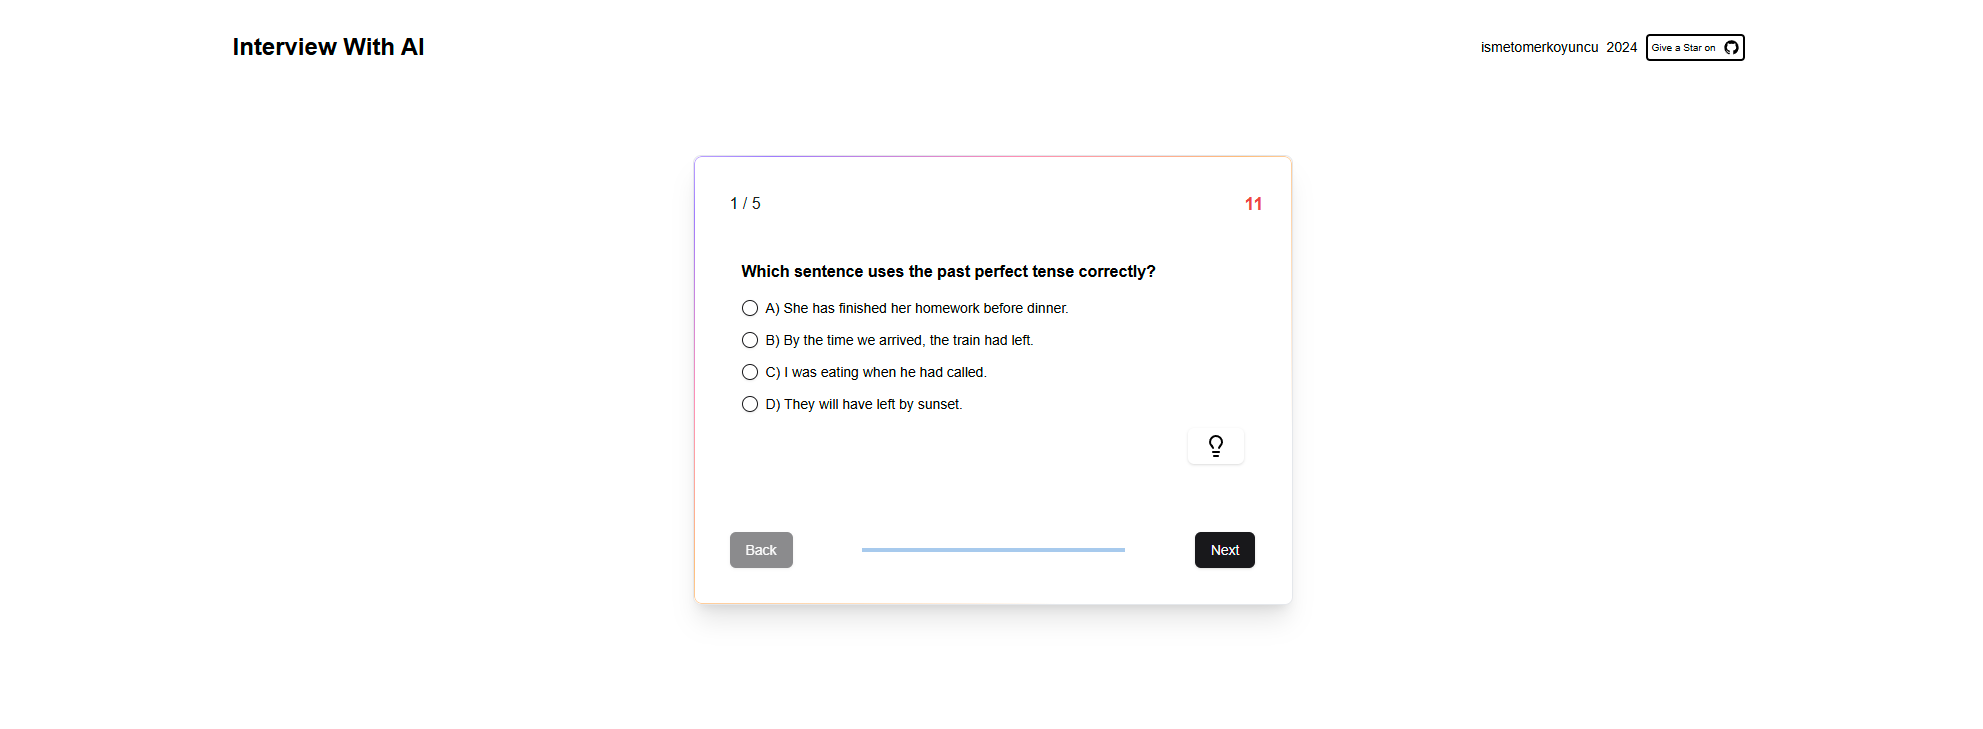 Interview With AI
ismetomerkoyuncu 2024 Give a Star on
1 / 5
11
Which sentence uses the past perfect tense correctly?
A) She has finished her homework before dinner.
B) By the time we arrived, the train had left.
C) I was eating when he had called.
D) They will have left by sunset.
Back
Next